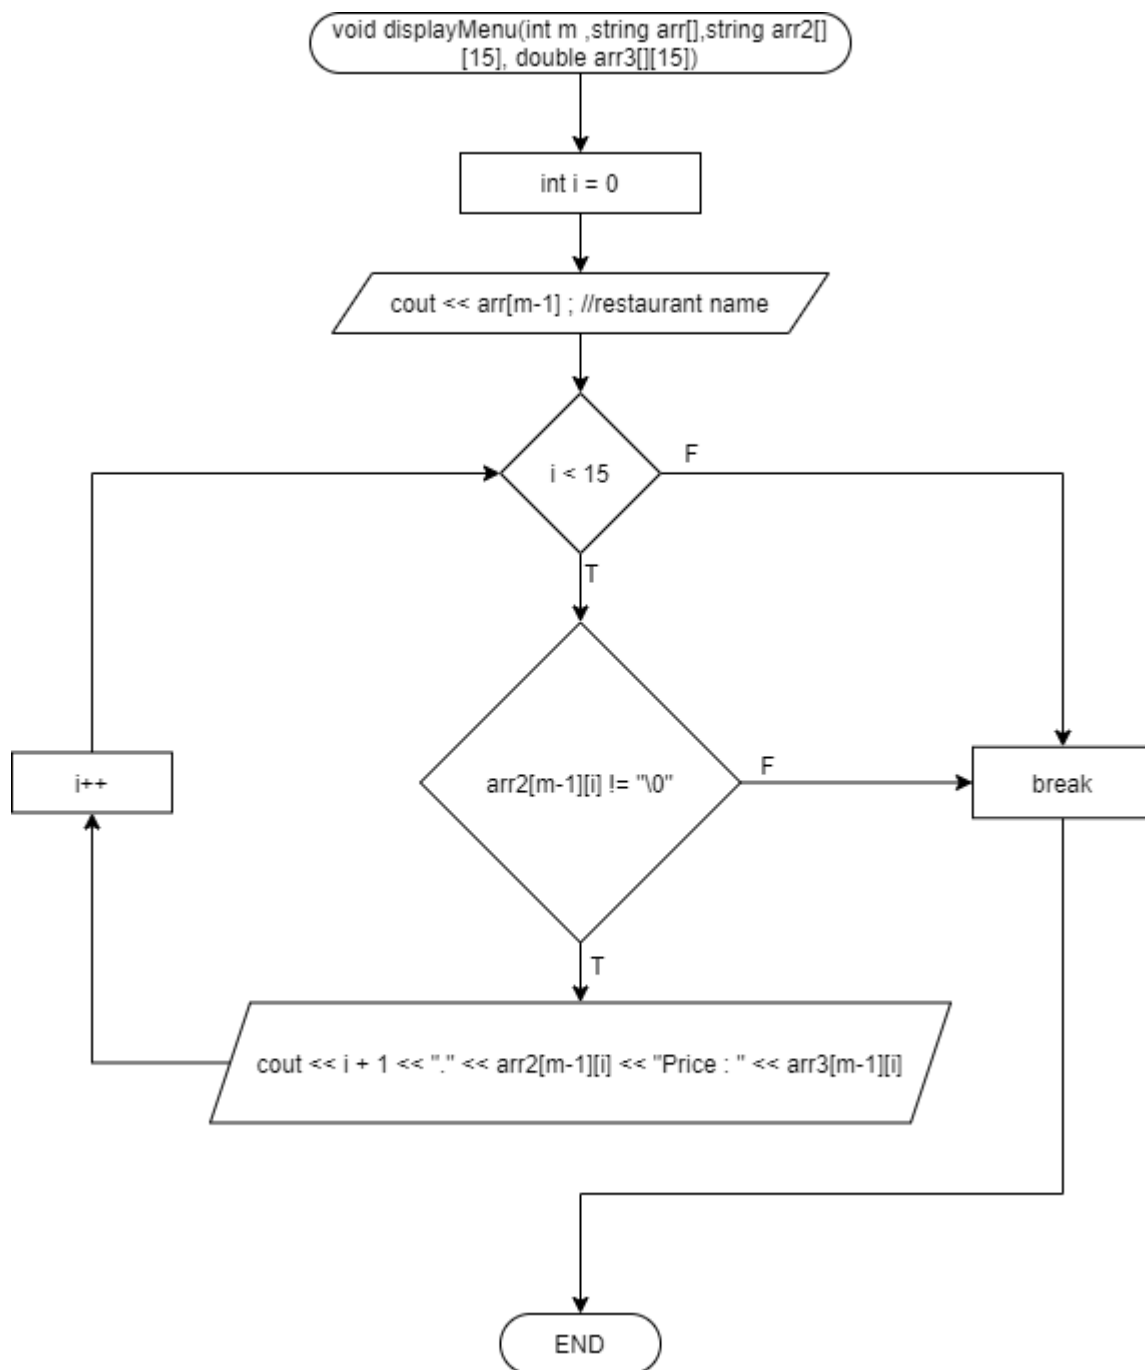 void displayMenu(int m ,string arr[],string arr2[]
[15], double arr3[][15])
int i = 0
cout << arr[m-1] ; //restaurant name
i < 15
F
T
arr2[m-1][i] != "\0"
F
i++
break
T
cout << i + 1 << "." << arr2[m-1][i] << "Price : " << arr3[m-1][i]
END